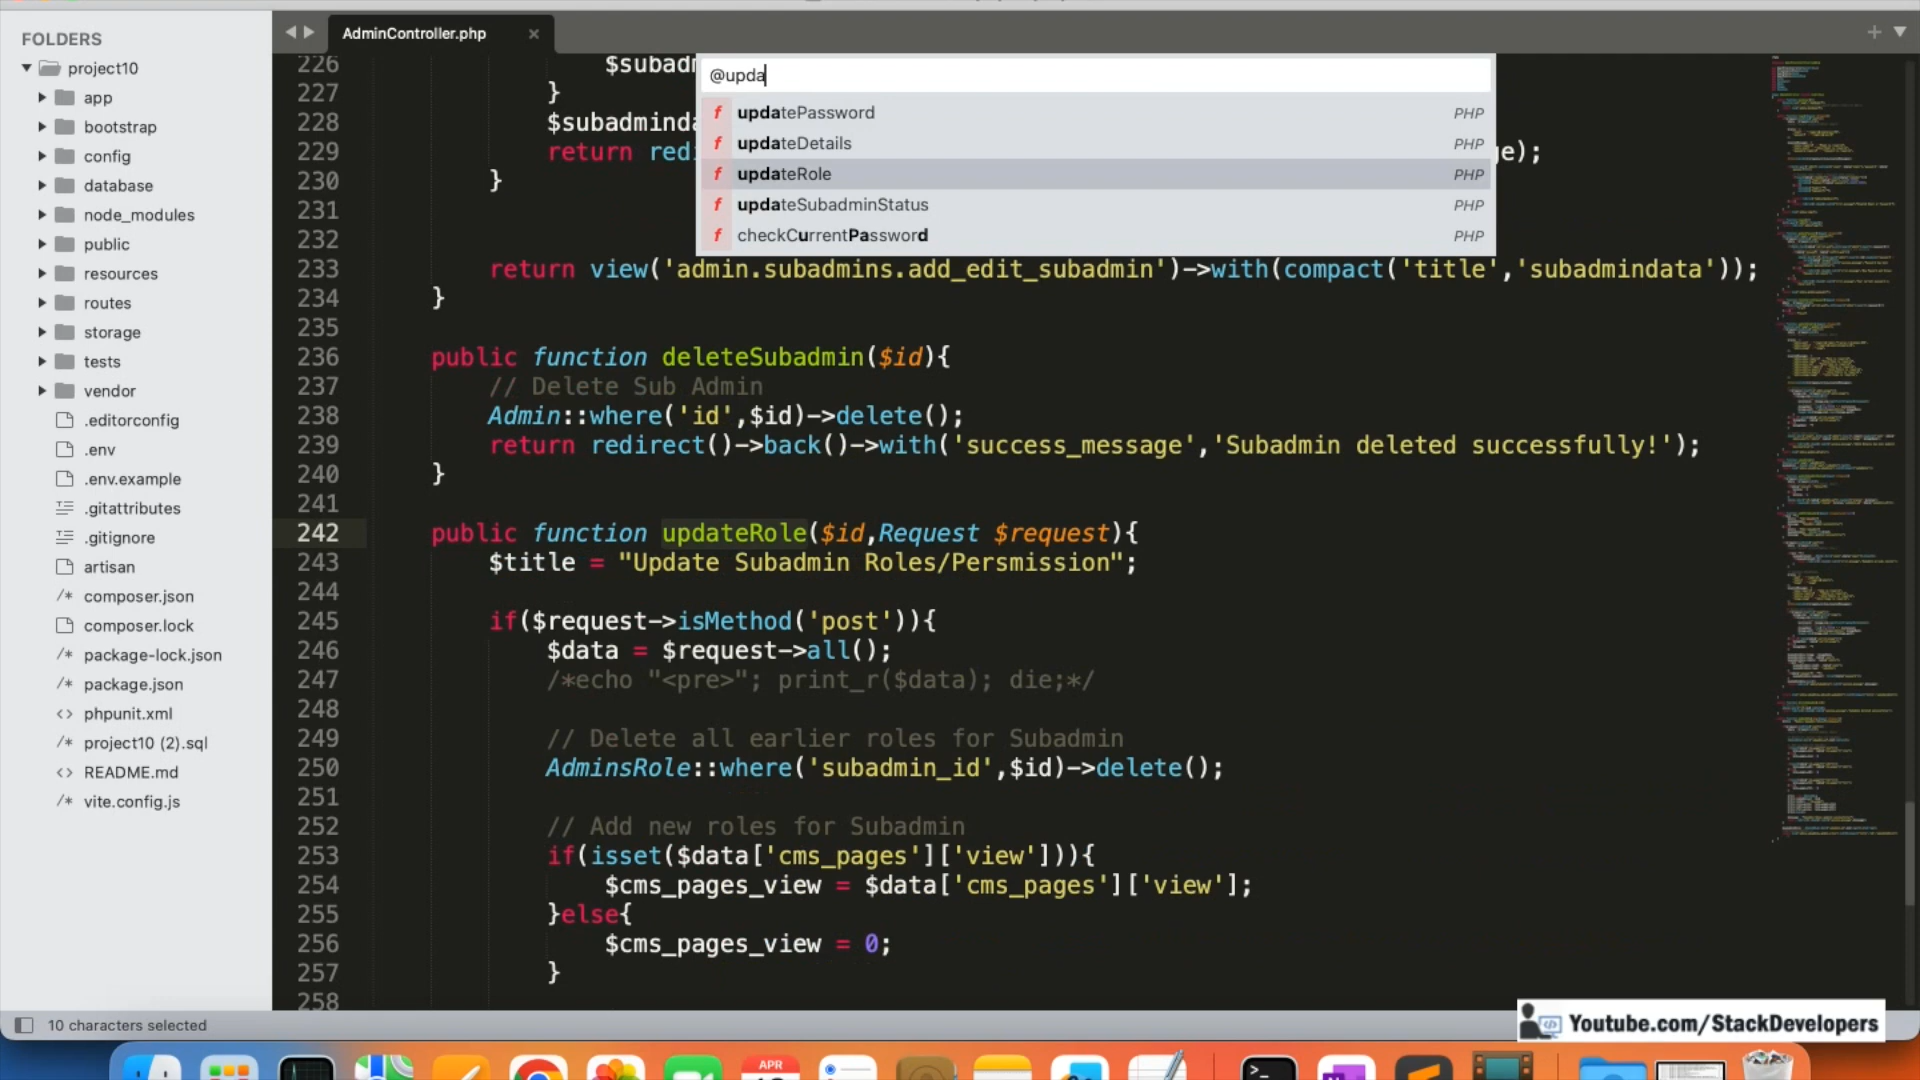 FOLDERS
project10
app
bootstrap
config
database
node_modules
public
resources
routes
storage
tests
vendor
.editorconfig
.env
.env.example
.gitattributes
.gitignore
artisan
composer.json
composer.lock
package-lock.json
package.json
phpunit.xml
project10 (2).sql
README.md
vite.config.js
AdminController.php
@upda
f updatePassword PHP
f updateDetails PHP
f updateRole PHP
f updateSubadminStatus PHP
f checkCurrentPassword PHP
226 $subadm
227 }
228 $subadminda
229 return redi e);
230 }
231
232
233 return view('admin.subadmins.add_edit_subadmin')->with(compact('title','subadmindata'));
234 }
235
236 public function deleteSubadmin($id){
237 // Delete Sub Admin
238 Admin::where('id',$id)->delete();
239 return redirect()->back()->with('success_message','Subadmin deleted successfully!');
240 }
241
242 public function updateRole($id,Request $request){
243 $title = "Update Subadmin Roles/Persmission";
244
245 if($request->isMethod('post')){
246 $data = $request->all();
247 /*echo "<pre>"; print_r($data); die;*/
248
249 // Delete all earlier roles for Subadmin
250 AdminsRole::where('subadmin_id',$id)->delete();
251
252 // Add new roles for Subadmin
253 if(isset($data['cms_pages']['view'])){
254 $cms_pages_view = $data['cms_pages']['view'];
255 }else{
256 $cms_pages_view = 0;
257 }
258
10 characters selected
Youtube.com/StackDevelopers
APR